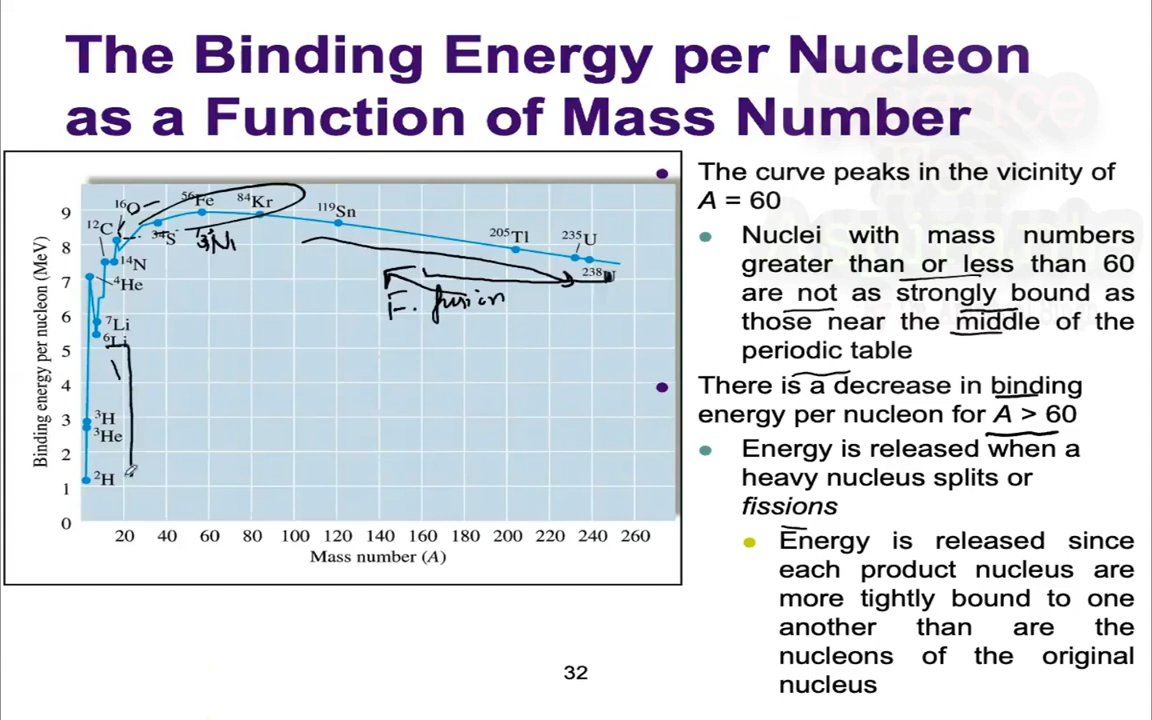 The Binding Energy per Nucleon
as a Function of Mass Number
Binding energy per nucleon (MeV)
9
8
7
6
5
4
3
2
1
0
20 40 60 80 100 120 140 160 180 200 220 240 260
Mass number (A)
¹⁶O
⁵⁶Fe
⁸⁴Kr
¹¹⁹Sn
²⁰⁵Tl
²³⁵U
²³⁸U
¹²C
³⁴S
¹⁴N
⁴He
⁷Li
⁶Li
³H
³He
²H
F. fusion
The curve peaks in the vicinity of
A = 60
Nuclei with mass numbers
greater than or less than 60
are not as strongly bound as
those near the middle of the
periodic table
There is a decrease in binding
energy per nucleon for A > 60
Energy is released when a
heavy nucleus splits or
fissions
Energy is released since
each product nucleus are
more tightly bound to one
another than are the
nucleons of the original
nucleus
32